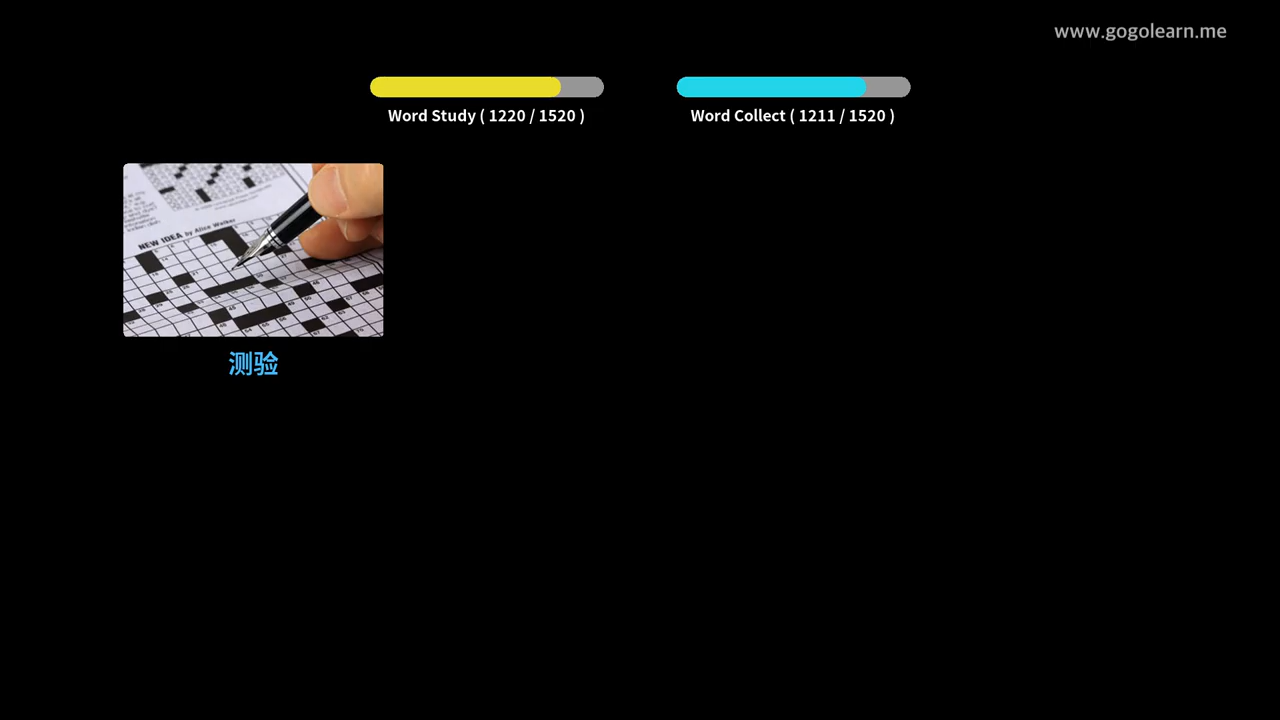 www.gogolearn.me
Word Study ( 1220 / 1520 )
Word Collect ( 1211 / 1520 )
NEW IDEA by Alice Walker
测验